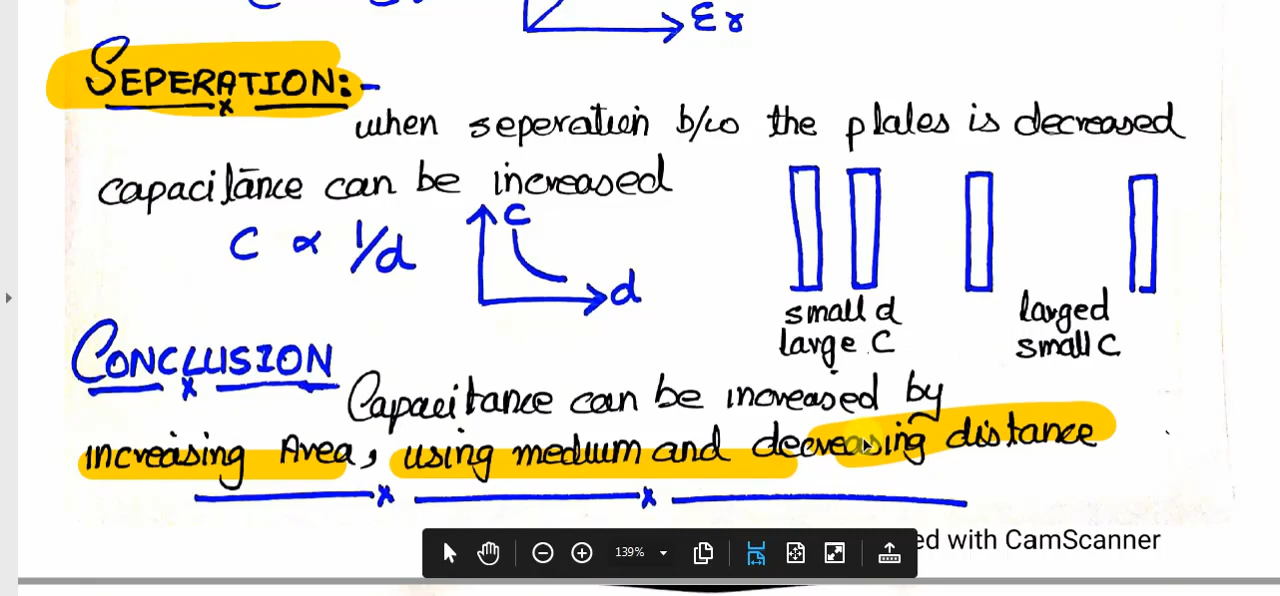 εr
SEPERATION:-
when seperation b/w the plates is decreased
capacitance can be increased
C ∝ 1/d
C
d
small d
large C
larged
small C
CONCLUSION
Capacitance can be increased by
increasing Area, using medium and decreasing distance
ed with CamScanner
139%